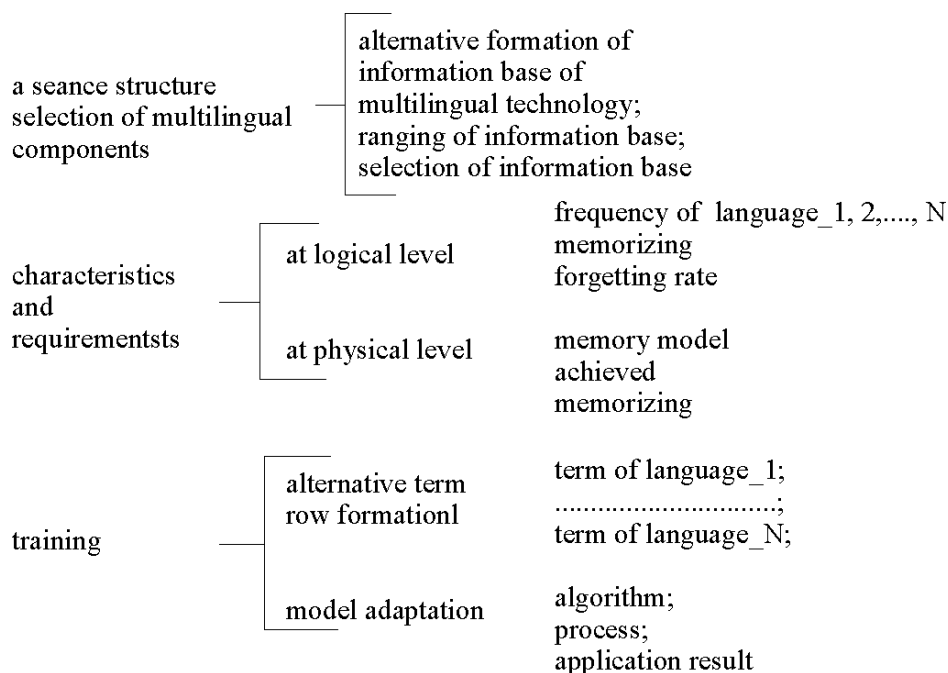 a seance structure
selection of multilingual
components
alternative formation of
information base of
multilingual technology;
ranging of information base;
selection of information base
characteristics
and
requirementsts
at logical level
frequency of language_1, 2,...., N
memorizing
forgetting rate
at physical level
memory model
achieved
memorizing
training
alternative term
row formationl
term of language_1;
...............................;
term of language_N;
model adaptation
algorithm;
process;
application result